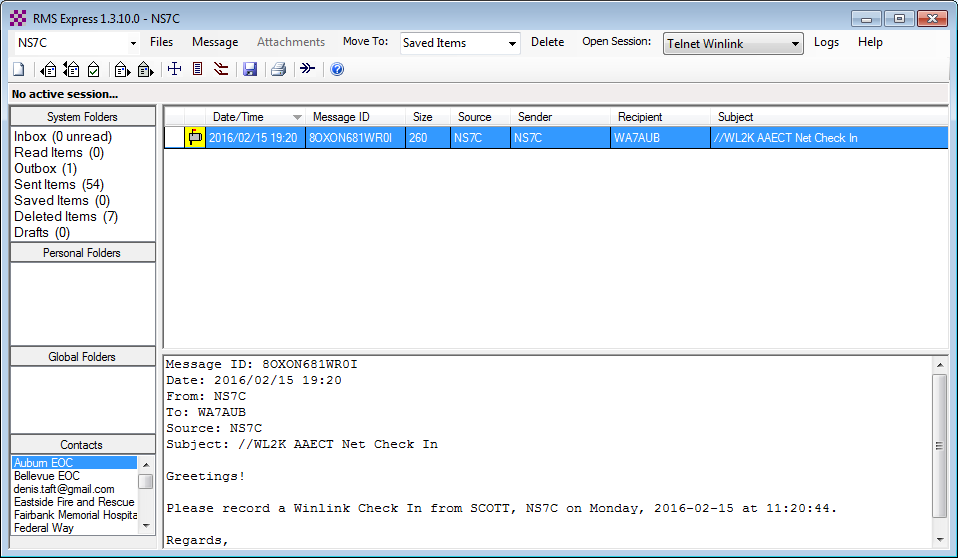 RMS Express 1.3.10.0 - NS7C
NS7C Files Message Attachments Move To: Saved Items Delete Open Session: Telnet Winlink Logs Help
No active session...
System Folders
Inbox (0 unread)
Read Items (0)
Outbox (1)
Sent Items (54)
Saved Items (0)
Deleted Items (7)
Drafts (0)
Personal Folders
Global Folders
Contacts
Auburn EOC
Bellevue EOC
denis.taft@gmail.com
Eastside Fire and Rescue
Fairbank Memorial Hospita
Federal Way
Date/Time Message ID Size Source Sender Recipient Subject
2016/02/15 19:20 8OXON681WR0I 260 NS7C NS7C WA7AUB //WL2K AAECT Net Check In
Message ID: 8OXON681WR0I
Date: 2016/02/15 19:20
From: NS7C
To: WA7AUB
Source: NS7C
Subject: //WL2K AAECT Net Check In
Greetings!
Please record a Winlink Check In from SCOTT, NS7C on Monday, 2016-02-15 at 11:20:44.
Regards,